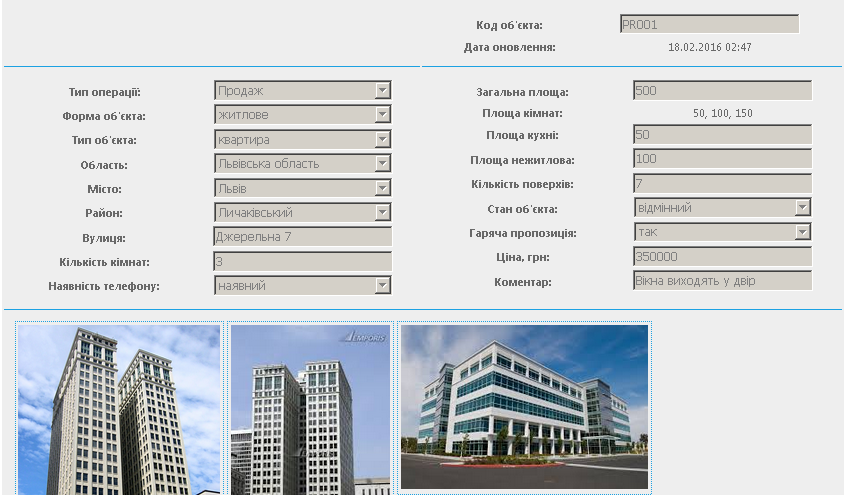 Код об'єкта: PR001
Дата оновлення: 18.02.2016 02:47
Тип операції: Продаж
Форма об'єкта: житлове
Тип об'єкта: квартира
Область: Львівська область
Місто: Львів
Район: Личаківський
Вулиця: Джерельна 7
Кількість кімнат: 3
Наявність телефону: наявний
Загальна площа: 500
Площа кімнат: 50, 100, 150
Площа кухні: 50
Площа нежитлова: 100
Кількість поверхів: 7
Стан об'єкта: відмінний
Гаряча пропозиція: так
Ціна, грн: 350000
Коментар: Вікна виходять у двір
EMPORIS